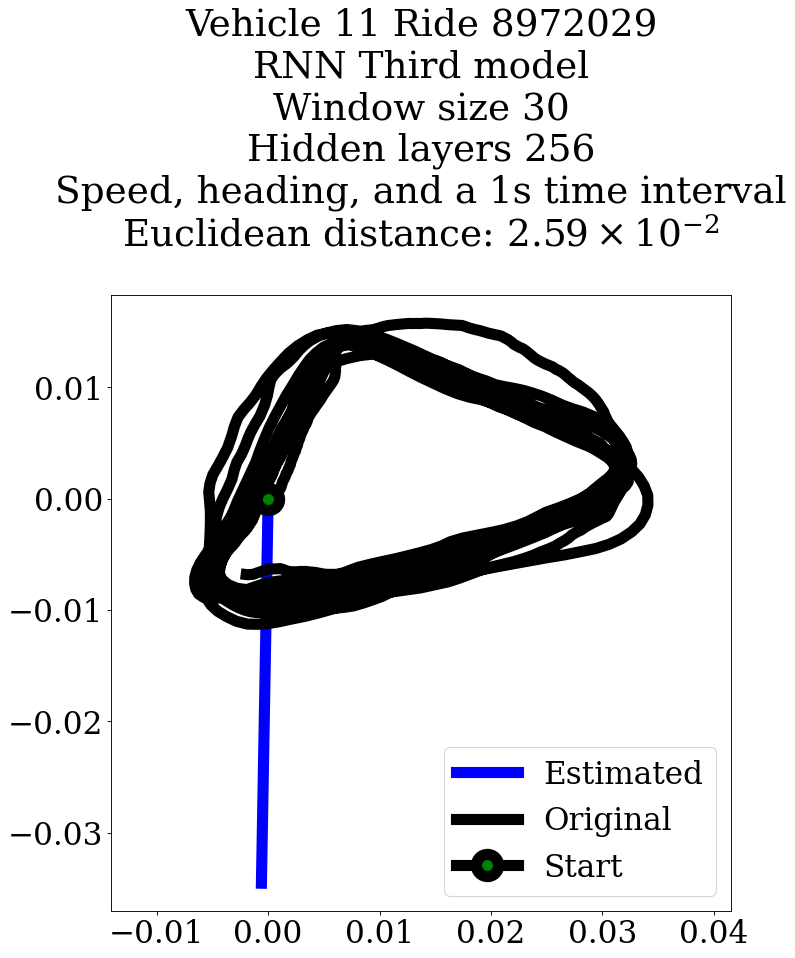 Vehicle 11 Ride 8972029
RNN Third model
Window size 30
Hidden layers 256
Speed, heading, and a 1s time interval
Euclidean distance: 2.59 × 10⁻²
0.01
0.00
−0.01
−0.02
−0.03
Estimated
Original
Start
−0.01 0.00 0.01 0.02 0.03 0.04